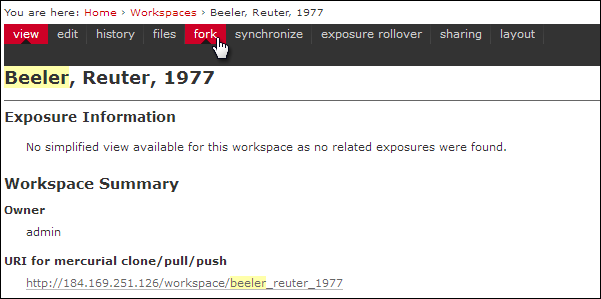 You are here: Home › Workspaces › Beeler, Reuter, 1977
view edit history files fork synchronize exposure rollover sharing layout
Beeler, Reuter, 1977
Exposure Information
No simplified view available for this workspace as no related exposures were found.
Workspace Summary
Owner
admin
URI for mercurial clone/pull/push
http://184.169.251.126/workspace/beeler_reuter_1977